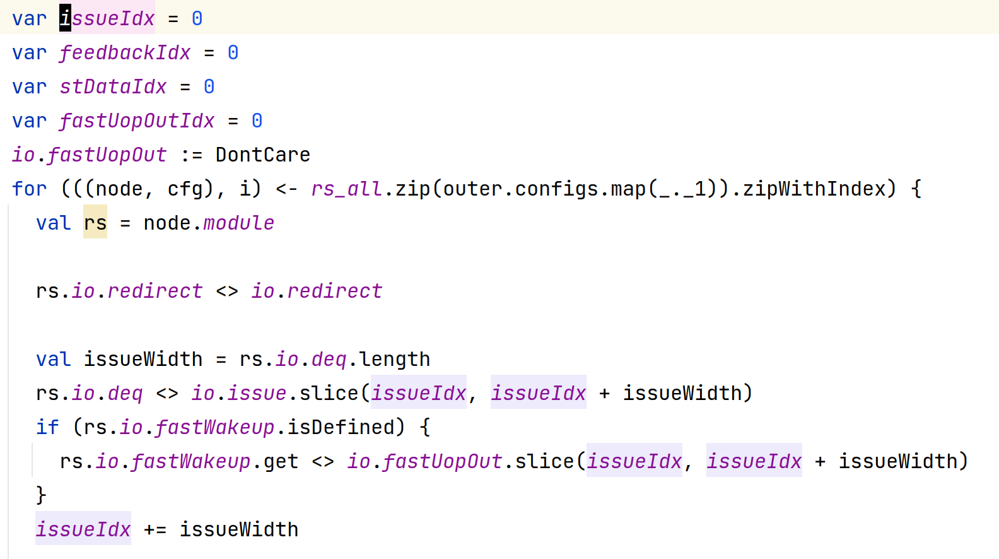 var issueIdx = 0
var feedbackIdx = 0
var stDataIdx = 0
var fastUopOutIdx = 0
io.fastUopOut := DontCare
for (((node, cfg), i) <- rs_all.zip(outer.configs.map(_._1)).zipWithIndex) {
  val rs = node.module

  rs.io.redirect <> io.redirect

  val issueWidth = rs.io.deq.length
  rs.io.deq <> io.issue.slice(issueIdx, issueIdx + issueWidth)
  if (rs.io.fastWakeup.isDefined) {
    rs.io.fastWakeup.get <> io.fastUopOut.slice(issueIdx, issueIdx + issueWidth)
  }
  issueIdx += issueWidth